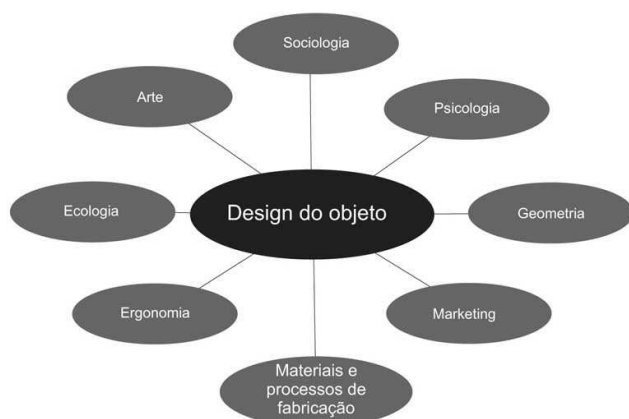 Sociologia
Arte
Psicologia
Ecologia
Design do objeto
Geometria
Ergonomia
Marketing
Materiais e
processos de
fabricação